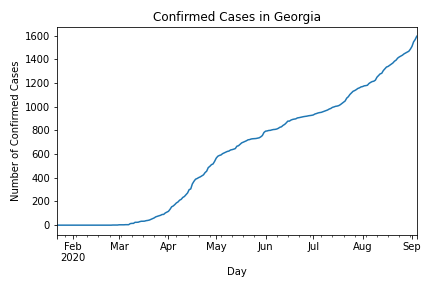 Confirmed Cases in Georgia
Number of Confirmed Cases
1600
1400
1200
1000
800
600
400
200
0
Feb Mar Apr May Jun Jul Aug Sep
2020
Day